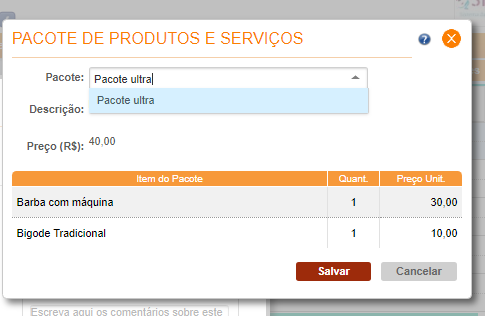 PACOTE DE PRODUTOS E SERVIÇOS
?
X
Pacote: Pacote ultra
Pacote ultra
Descrição:
Preço (R$): 40,00
Item do Pacote Quant. Preço Unit.
Barba com máquina 1 30,00
Bigode Tradicional 1 10,00
Salvar Cancelar
Escreva aqui os comentários sobre este